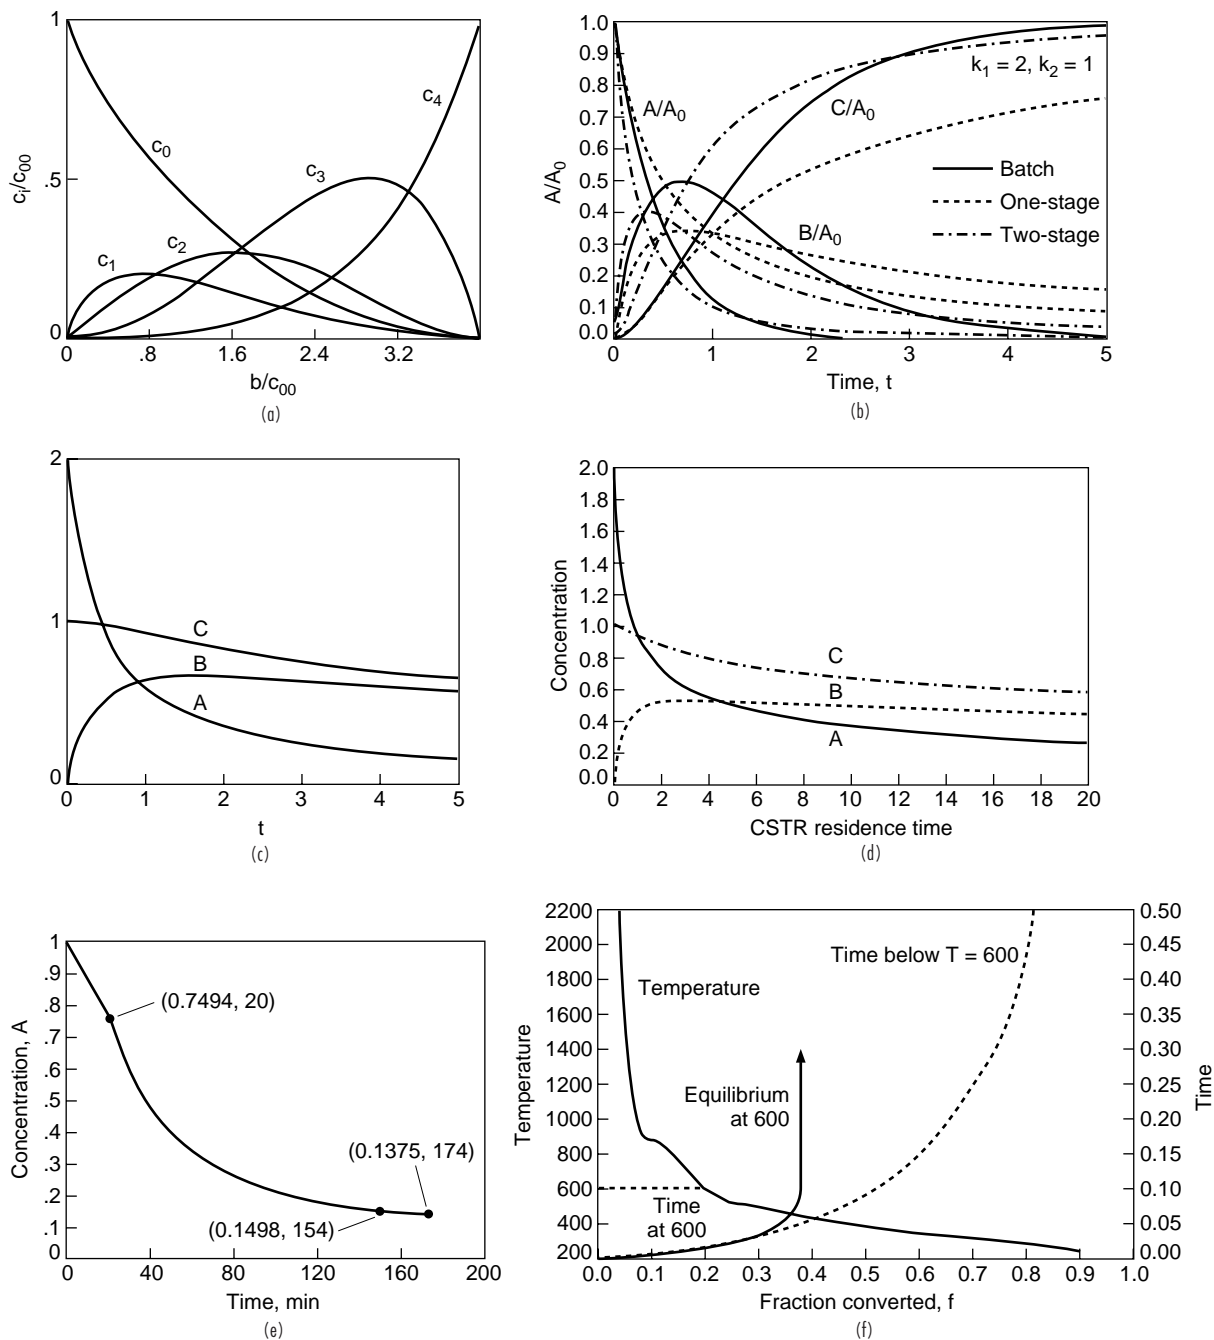 1
c₀
c₄
cᵢ/c₀₀
.5
c₃
c₂
c₁
0
0 .8 1.6 2.4 3.2
b/c₀₀
(a)
1.0
0.9
0.8
0.7
0.6
0.5
0.4
0.3
0.2
0.1
0.0
A/A₀
k₁ = 2, k₂ = 1
A/A₀
C/A₀
B/A₀
Batch
One-stage
Two-stage
0 1 2 3 4 5
Time, t
(b)
2
1
0
C
B
A
0 1 2 3 4 5
t
(c)
2.0
1.8
1.6
1.4
1.2
1.0
0.8
0.6
0.4
0.2
0.0
Concentration
C
B
A
0 2 4 6 8 10 12 14 16 18 20
CSTR residence time
(d)
1
.9
.8
.7
.6
.5
.4
.3
.2
.1
0
Concentration, A
(0.7494, 20)
(0.1375, 174)
(0.1498, 154)
0 40 80 120 160 200
Time, min
(e)
2200
2000
1800
1600
1400
1200
1000
800
600
400
200
Temperature
Time below T = 600
Temperature
Equilibrium
at 600
Time
at 600
0.50
0.45
0.40
0.35
0.30
0.25
0.20
0.15
0.10
0.05
0.00
Time
0.0 0.1 0.2 0.3 0.4 0.5 0.6 0.7 0.8 0.9 1.0
Fraction converted, f
(f)